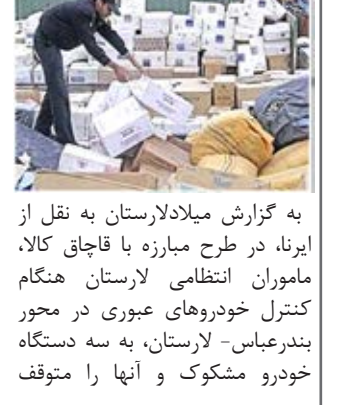 به گزارش میلادلارستان به نقل از
ایرنا، در طرح مبارزه با قاچاق کالا،
ماموران انتظامی لارستان هنگام
کنترل خودروهای عبوری در محور
بندرعباس- لارستان، به سه دستگاه
خودرو مشکوک و آنها را متوقف